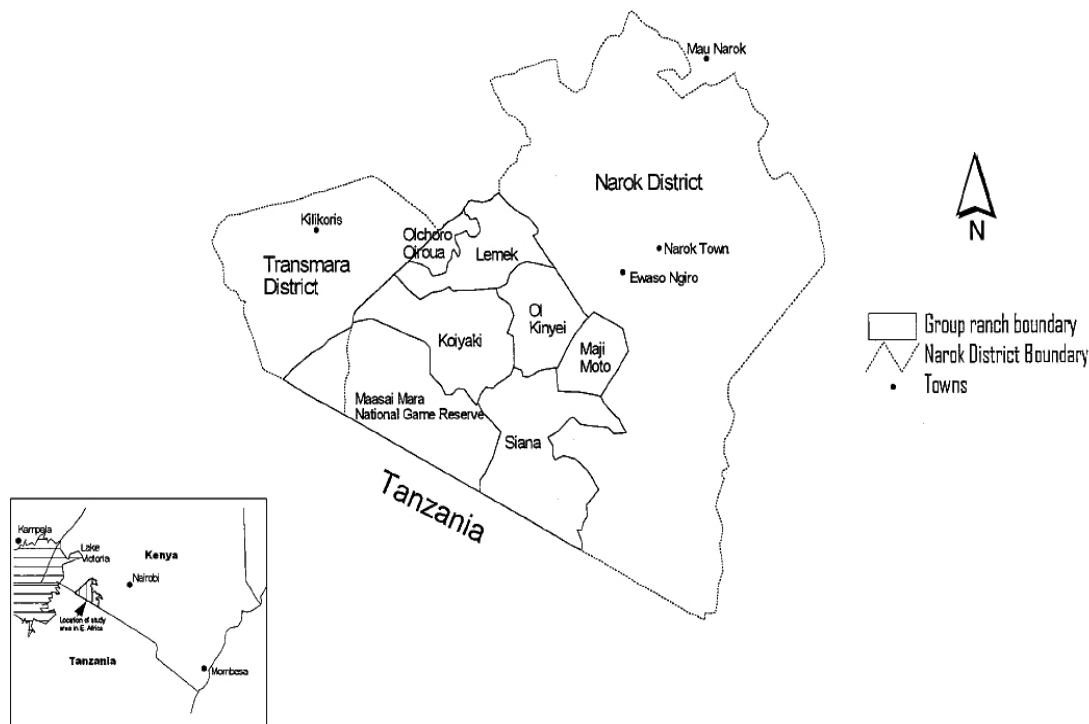 Mau Narok
Narok District
Kilikoris
Olchoro
Oiroua
Lemek
Narok Town
Ewaso Ngiro
Transmara
District
Ol
Kinyei
Koiyaki
Maji
Moto
Maasai Mara
National Game Reserve
Siana
Tanzania
N
Group ranch boundary
Narok District Boundary
Towns
Kampala
Lake
Victoria
Kenya
Nairobi
Location of study
area in E. Africa
Tanzania
Mombasa